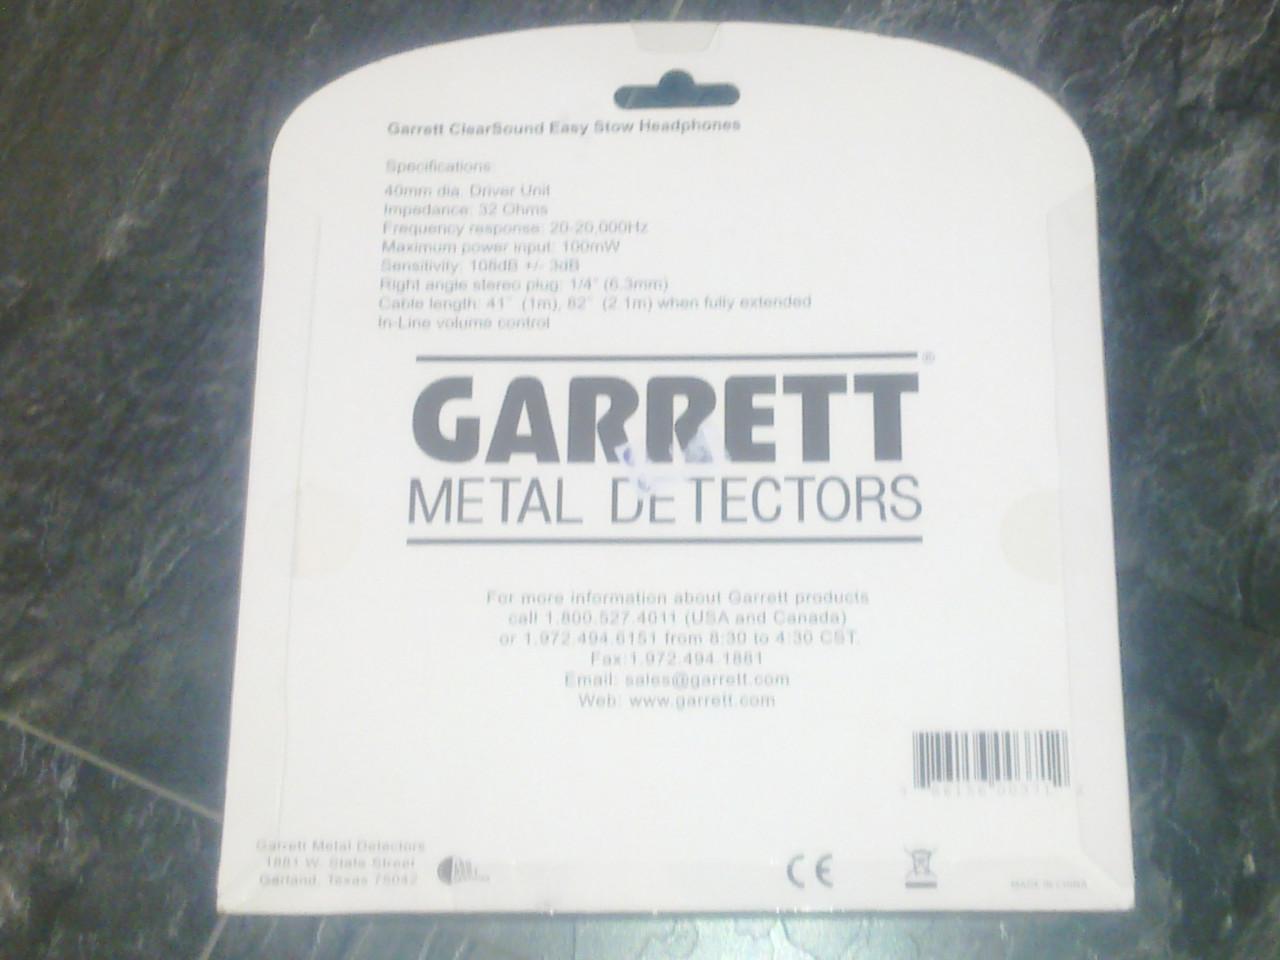 Garrett ClearSound Easy Stow Headphones
Specifications:
40mm dia. Driver Unit
Impedance: 32 Ohms
Frequency response: 20-20,000Hz
Maximum power input: 100mW
Sensitivity: 108dB +/- 3dB
Right angle stereo plug: 1/4" (6.3mm)
Cable length: 41" (1m), 82" (2.1m) when fully extended
In-Line volume control
GARRETT ®
METAL DETECTORS
For more information about Garrett products
call 1.800.527.4011 (USA and Canada)
or 1.972.494.6151 from 8:30 to 4:30 CST.
Fax:1.972.494.1881
Email: sales@garrett.com
Web: www.garrett.com
Garrett Metal Detectors
1881 W. State Street
Garland, Texas 75042
CE
MADE IN CHINA